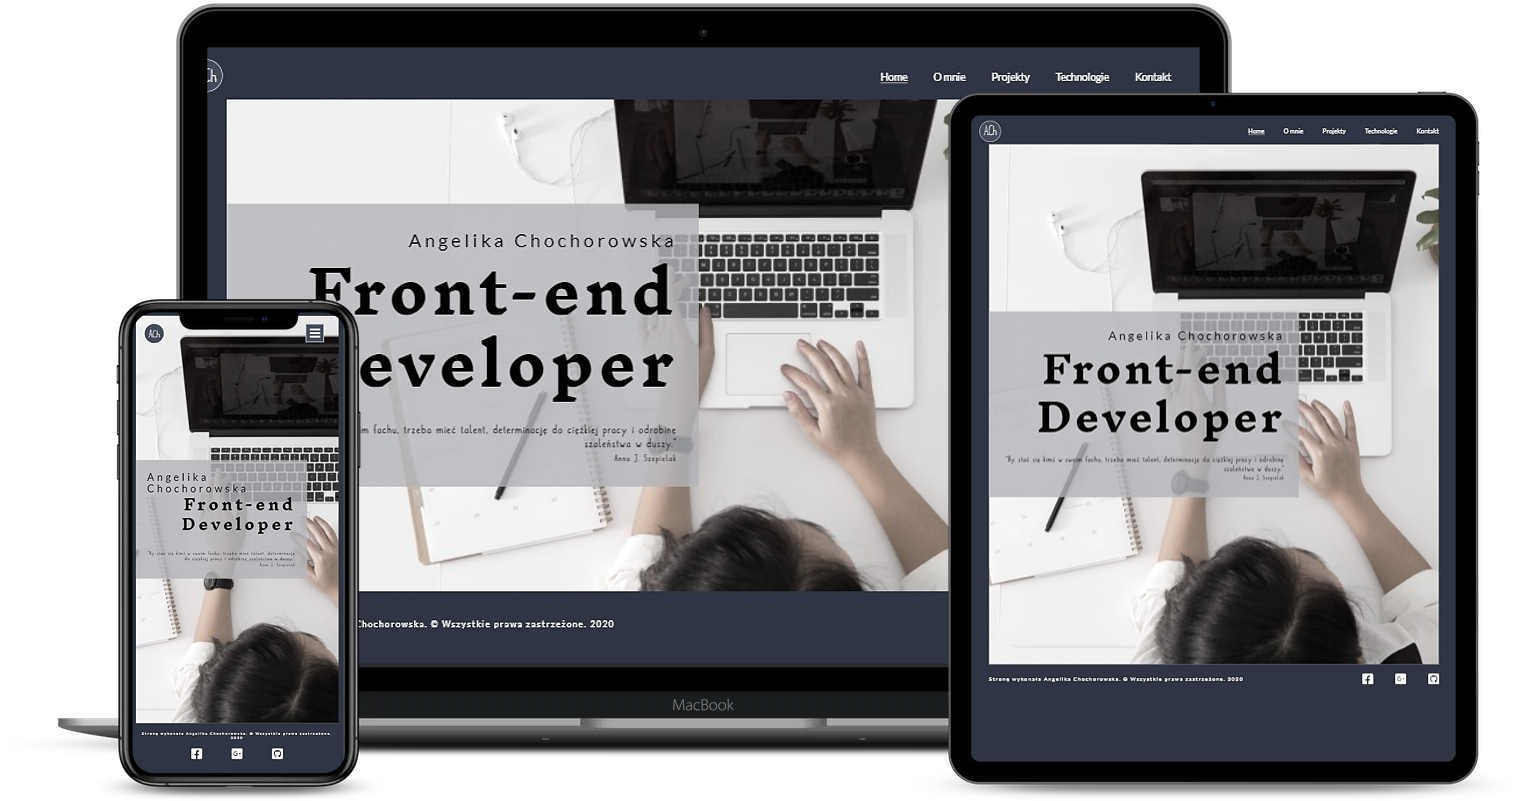 Ch
Home O mnie Projekty Technologie Kontakt
Angelika Chochorowska
Front-end
eveloper
m fachu, trzeba mieć talent, determinację do ciężkiej pracy i odrobinę
szaleństwa w duszy."
Anna J. Szepielak
Chochorowska. © Wszystkie prawa zastrzeżone. 2020
MacBook
ACh
Home O mnie Projekty Technologie Kontakt
Angelika Chochorowska
Front-end
Developer
"By stać się kimś w swoim fachu, trzeba mieć talent, determinację do ciężkiej pracy i odrobinę
szaleństwa w duszy."
Anna J. Szepielak
Stronę wykonała Angelika Chochorowska. © Wszystkie prawa zastrzeżone. 2020
ACh
Angelika
Chochorowska
Front-end
Developer
"By stać się kimś w swoim fachu, trzeba mieć talent, determinację
do ciężkiej pracy i odrobinę szaleństwa w duszy."
Anna J. Szepielak
Stronę wykonała Angelika Chochorowska. © Wszystkie prawa zastrzeżone.
2020